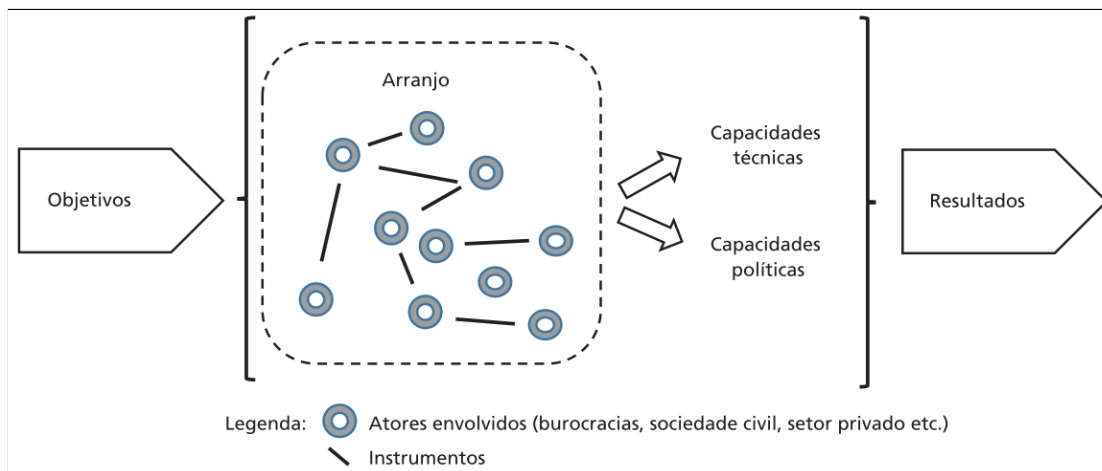 Arranjo
Objetivos
Capacidades
técnicas
Capacidades
políticas
Resultados
Legenda: Atores envolvidos (burocracias, sociedade civil, setor privado etc.)
Instrumentos